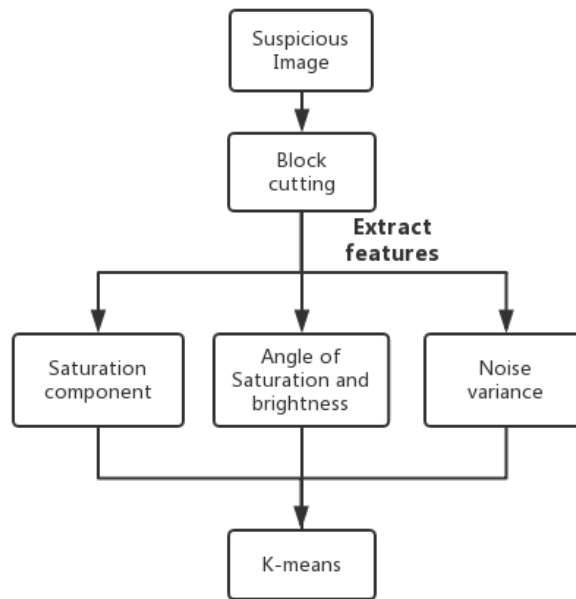 Suspicious
Image
Block
cutting
Extract
features
Saturation
component
Angle of
Saturation and
brightness
Noise
variance
K-means